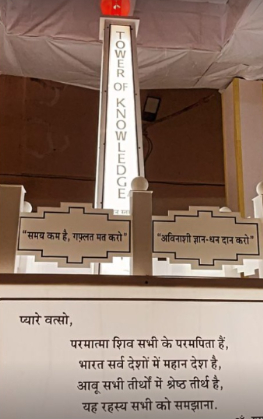 TOWER OF KNOWLEDGE
"समय कम है, गफ़लत मत करो"
"अविनाशी ज्ञान-धन दान करो"
प्यारे वत्सो,
परमात्मा शिव सभी के परमपिता हैं,
भारत सर्व देशों में महान देश है,
आबू सभी तीर्थों में श्रेष्ठ तीर्थ है,
यह रहस्य सभी को समझाना.